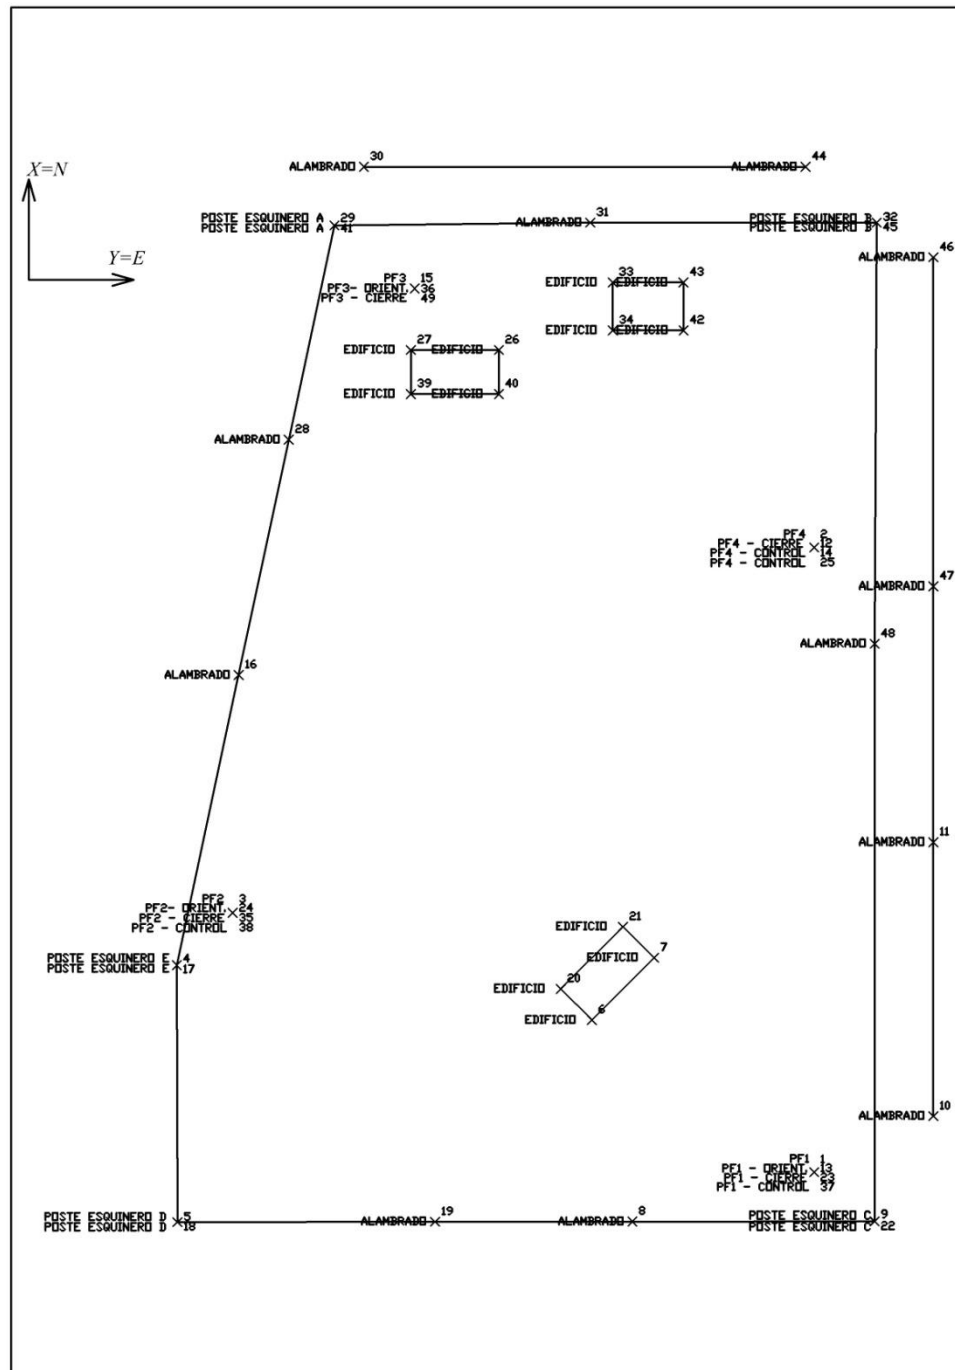 30
44
ALAMBRADO
ALAMBRADO
X=N
POSTE ESQUINERO A 29
POSTE ESQUINERO A 41
31
ALAMBRADO
POSTE ESQUINERO B 32
POSTE ESQUINERO B 45
46
ALAMBRADO
Y=E
PF3 15
PF3- ORIENT. 36
PF3 - CIERRE 49
33
43
EDIFICIO
EDIFICIO
34
42
EDIFICIO
EDIFICIO
27
26
EDIFICIO
EDIFICIO
39
40
EDIFICIO
EDIFICIO
28
ALAMBRADO
PF4 2
PF4 - CIERRE 12
PF4 - CONTROL 14
PF4 - CONTROL 25
47
ALAMBRADO
48
ALAMBRADO
16
ALAMBRADO
11
ALAMBRADO
PF2 3
PF2- ORIENT. 24
PF2 - CIERRE 35
PF2 - CONTROL 38
21
EDIFICIO
7
EDIFICIO
POSTE ESQUINERO E 4
POSTE ESQUINERO E 17
20
EDIFICIO
6
EDIFICIO
10
ALAMBRADO
PF1 1
PF1 - ORIENT. 13
PF1 - CIERRE 23
PF1 - CONTROL 37
POSTE ESQUINERO D 5
POSTE ESQUINERO D 18
19
ALAMBRADO
8
ALAMBRADO
POSTE ESQUINERO C 9
POSTE ESQUINERO C 22